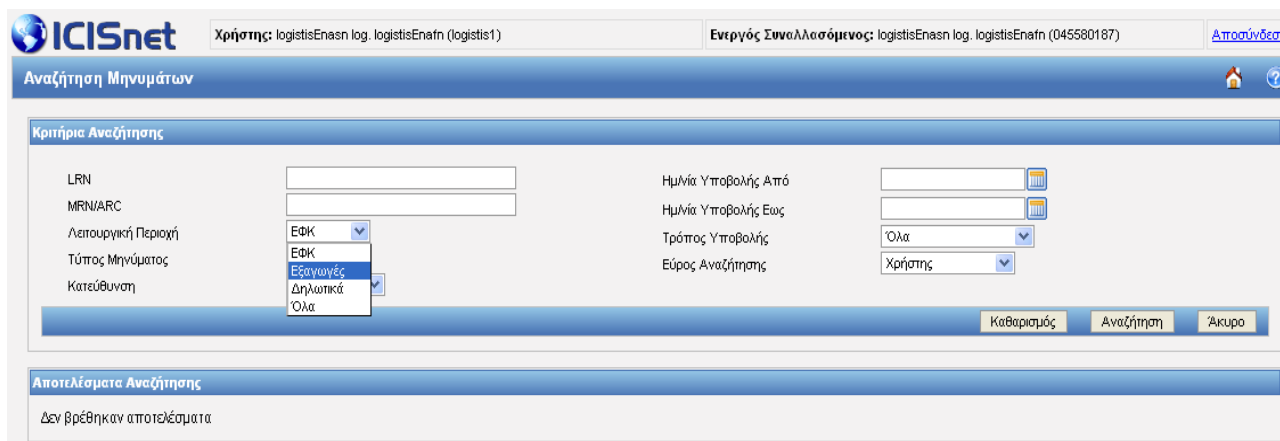 ICISnet
Χρήστης: logistisEnasn log. logistisEnafn (logistis1)
Ενεργός Συναλλασόμενος: logistisEnasn log. logistisEnafn (045580187)
Αποσύνδεσ
Αναζήτηση Μηνυμάτων
Κριτήρια Αναζήτησης
LRN
Ημ/νία Υποβολής Από
MRN/ARC
Ημ/νία Υποβολής Εως
Λειτουργική Περιοχή ΕΦΚ
Τρόπος Υποβολής Όλα
ΕΦΚ
Τύπος Μηνύματος
Εξαγωγές
Εύρος Αναζήτησης Χρήστης
Δηλωτικά
Κατεύθυνση
Όλα
Καθαρισμός Αναζήτηση Άκυρο
Αποτελέσματα Αναζήτησης
Δεν βρέθηκαν αποτελέσματα